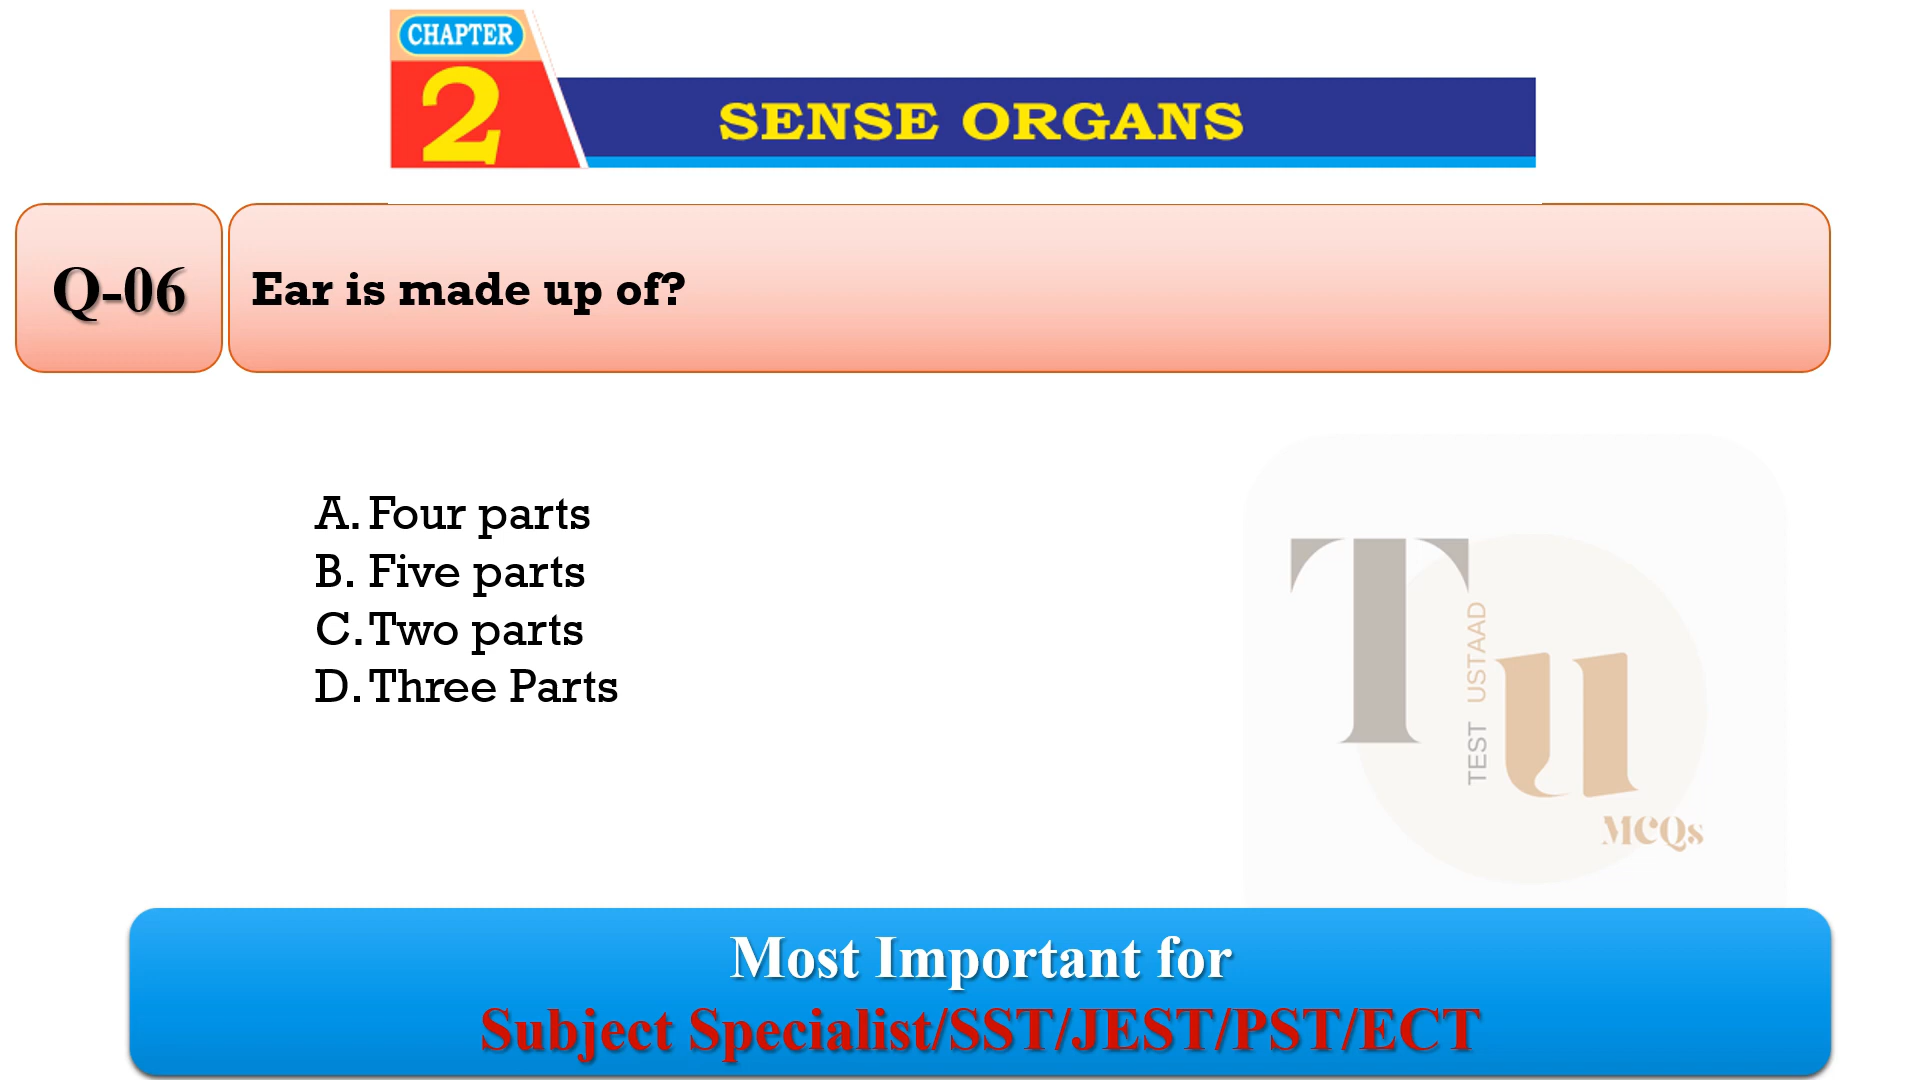 CHAPTER
2
SENSE ORGANS
Q-06
Ear is made up of?
A. Four parts
B. Five parts
C. Two parts
D. Three Parts
TU
TEST USTAAD
MCQs
Most Important for
Subject Specialist/SST/JEST/PST/ECT